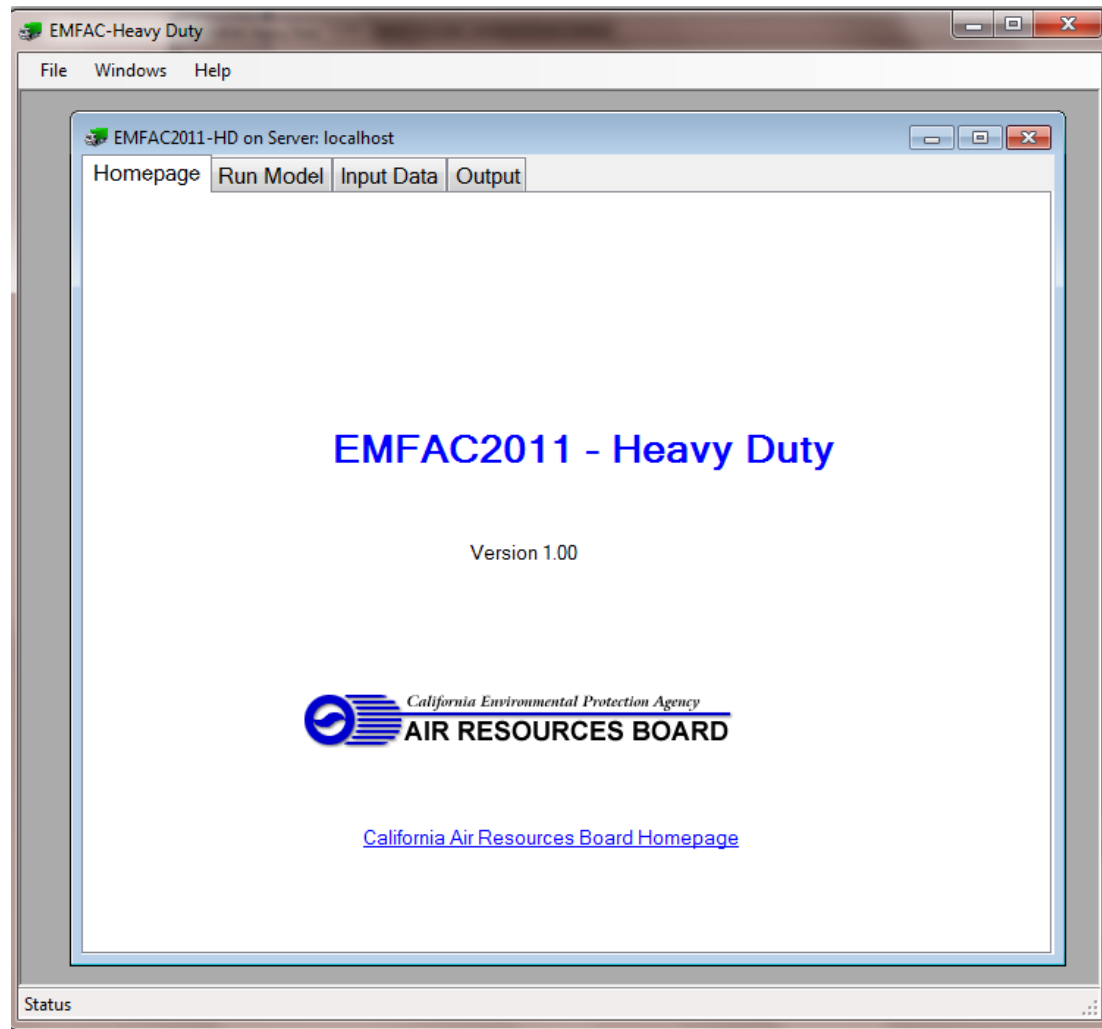 EMFAC-Heavy Duty
File Windows Help
EMFAC2011-HD on Server: localhost
Homepage Run Model Input Data Output
EMFAC2011 - Heavy Duty
Version 1.00
California Environmental Protection Agency
AIR RESOURCES BOARD
California Air Resources Board Homepage
Status